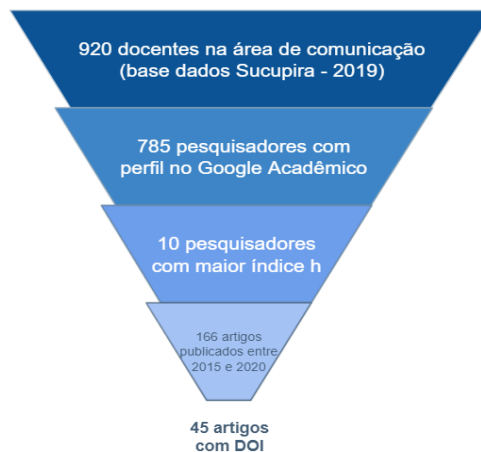 920 docentes na área de comunicação
(base dados Sucupira - 2019)
785 pesquisadores com
perfil no Google Acadêmico
10 pesquisadores
com maior índice h
166 artigos
publicados entre
2015 e 2020
45 artigos
com DOI